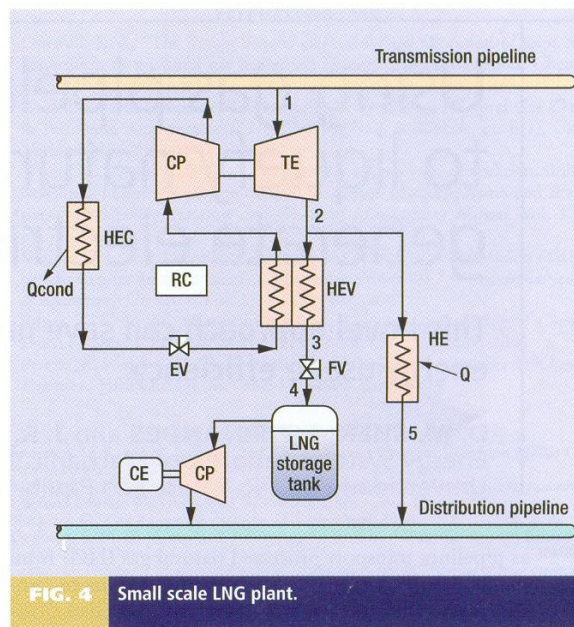 Transmission pipeline
1
CP
TE
2
HEC
Qcond
RC
HEV
HE
3
EV
FV
Q
4
5
LNG
storage
tank
CE
CP
Distribution pipeline
FIG. 4 Small scale LNG plant.